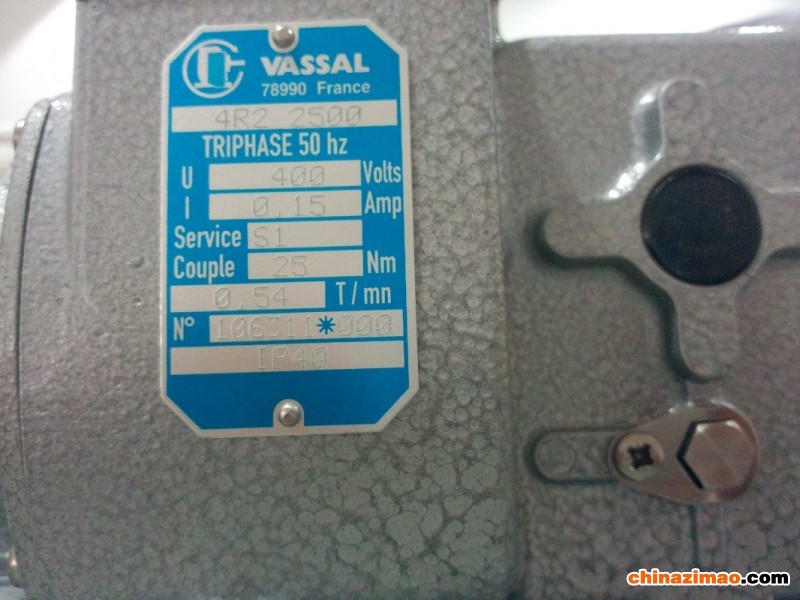 VASSAL
78990 France
4R2 2500
TRIPHASE 50 hz
U 400 Volts
I 0,15 Amp
Service S1
Couple 25 Nm
0,54 T/mn
N° 106311*000
IP40
chinazimao.com